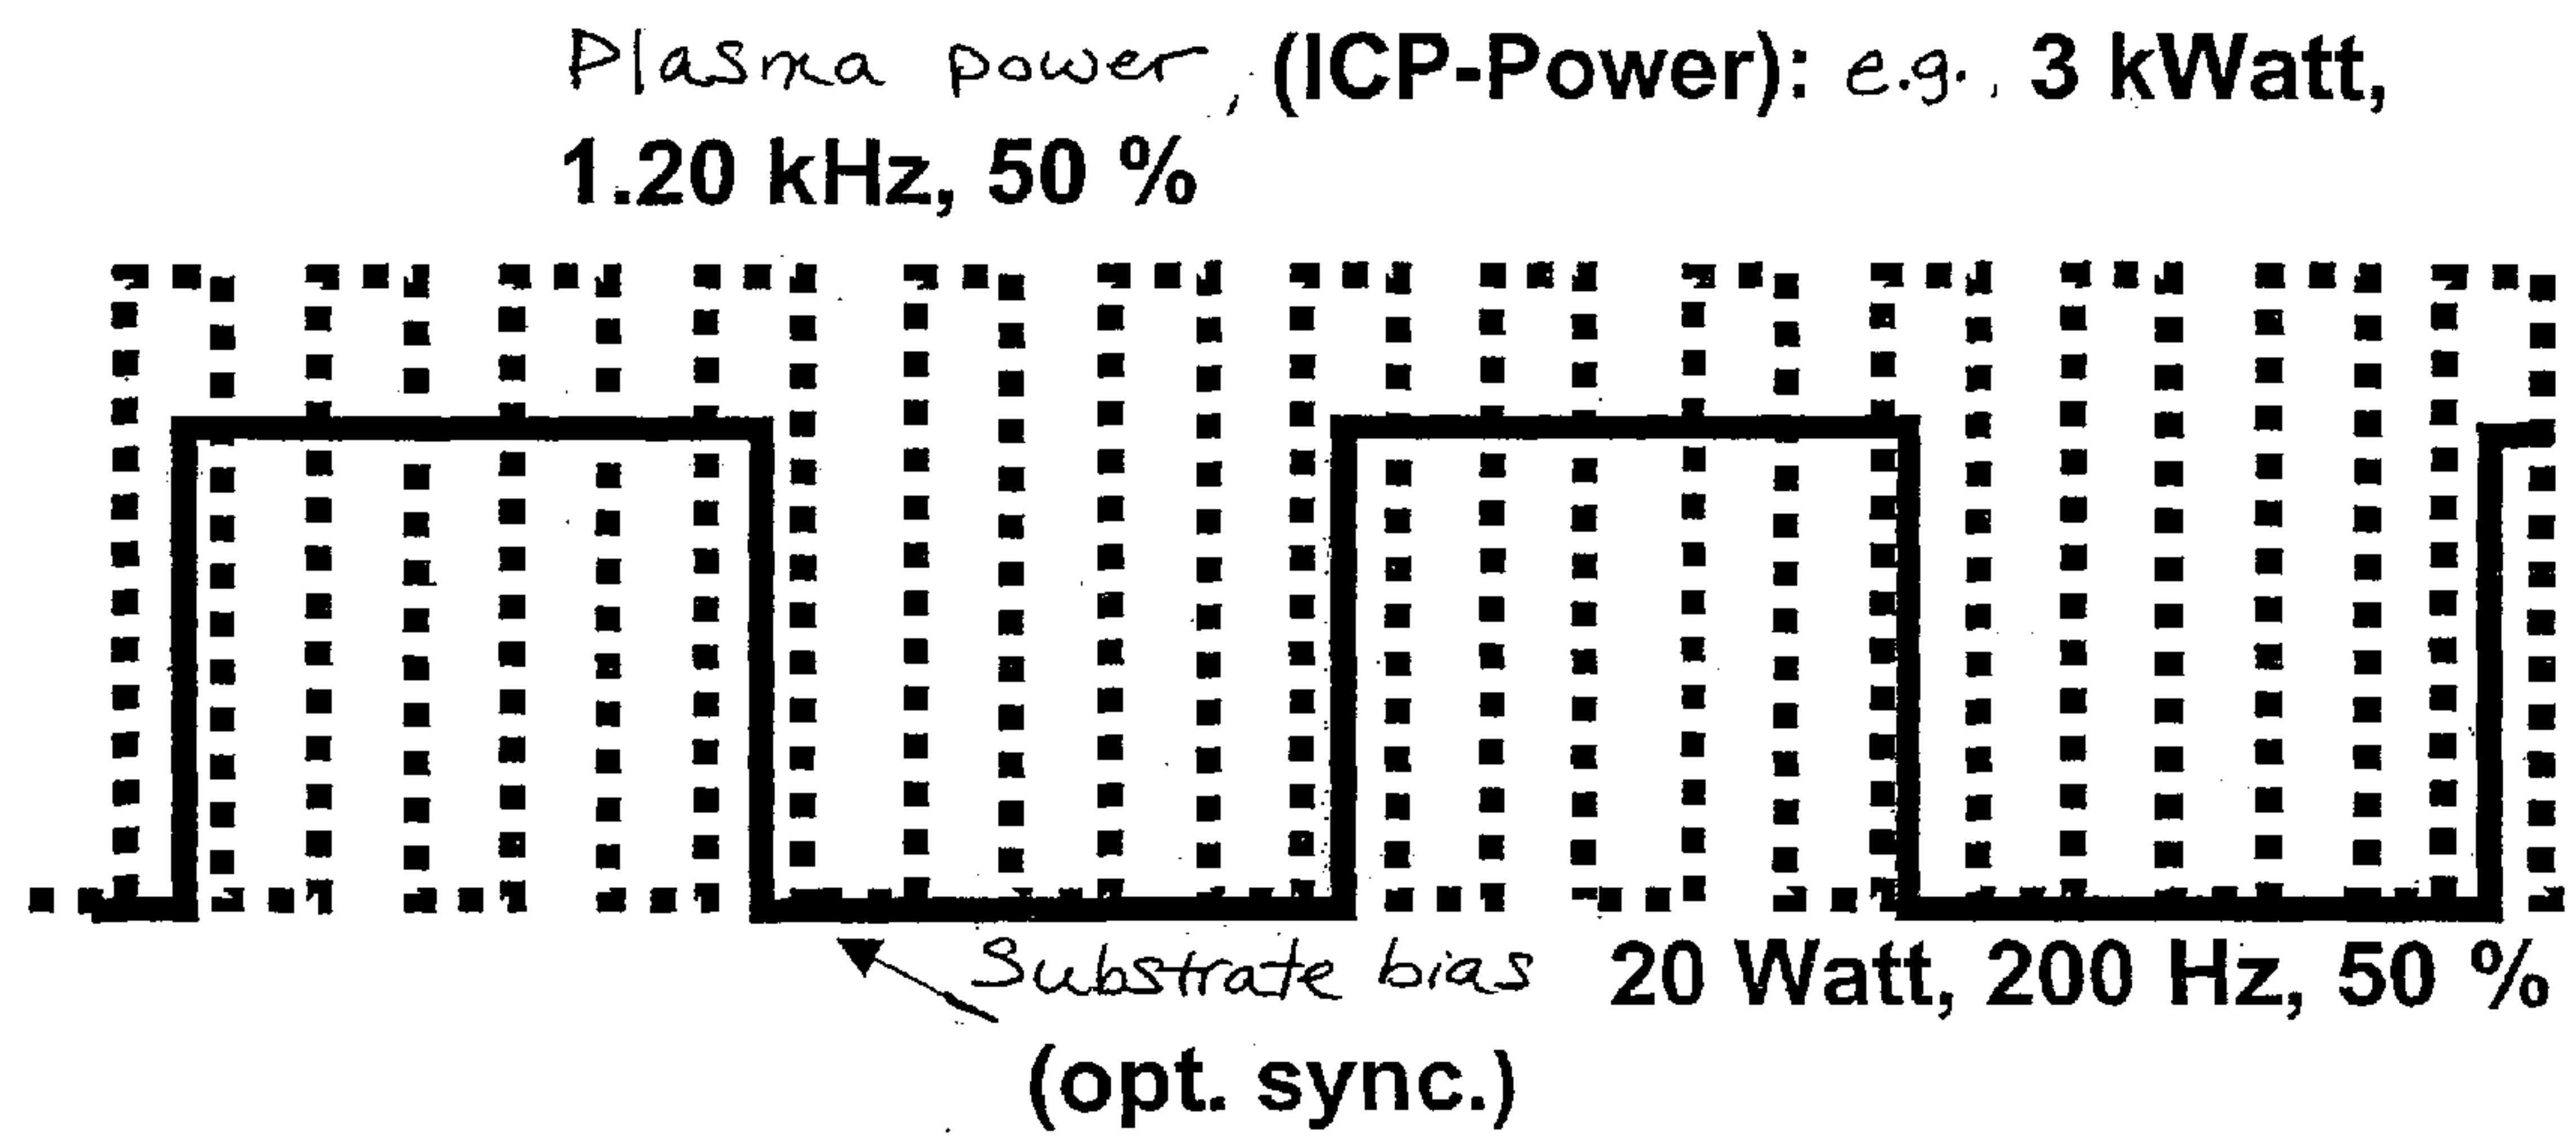 Plasma power, (ICP-Power): e.g., 3 kWatt,
1.20 kHz, 50 %
Substrate bias 20 Watt, 200 Hz, 50 %
(opt. sync.)